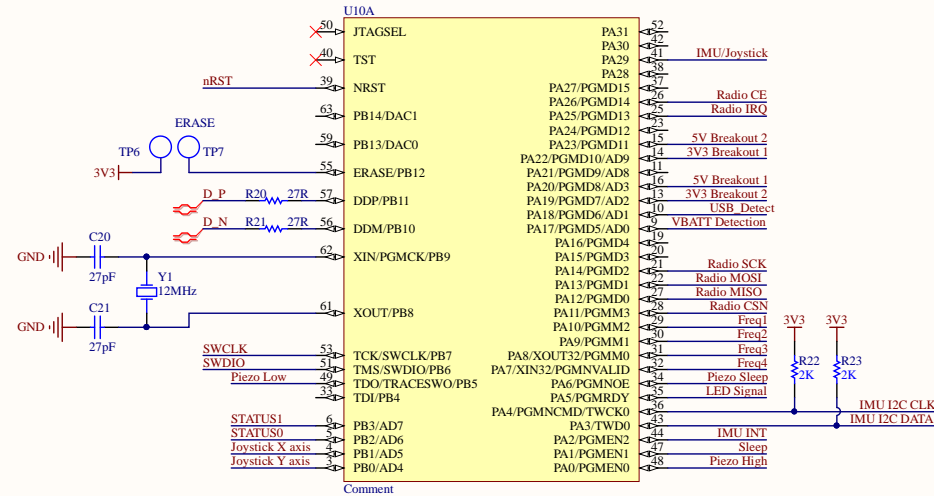 U10A
50 JTAGSEL
40 TST
nRST 39 NRST
63 PB14/DAC1
59 PB13/DAC0
ERASE
TP6 TP7
3V3 55 ERASE/PB12
D_P R20 27R 57 DDP/PB11
D_N R21 27R 56 DDM/PB10
C20
GND 62 XIN/PGMCK/PB9
27pF
Y1
12MHz
C21
61 XOUT/PB8
GND
27pF
SWCLK 53 TCK/SWCLK/PB7
SWDIO 51 TMS/SWDIO/PB6
Piezo Low 49 TDO/TRACESWO/PB5
33 TDI/PB4
STATUS1 6 PB3/AD7
STATUS0 5 PB2/AD6
Joystick X axis 4 PB1/AD5
Joystick Y axis 3 PB0/AD4
PA31 52
PA30 42
PA29 41 IMU/Joystick
PA28 38
PA27/PGMD15 37
PA26/PGMD14 26 Radio CE
PA25/PGMD13 25 Radio IRQ
PA24/PGMD12 23
PA23/PGMD11 15 5V Breakout 2
PA22/PGMD10/AD9 14 3V3 Breakout 1
PA21/PGMD9/AD8 11
PA20/PGMD8/AD3 16 5V Breakout 1
PA19/PGMD7/AD2 13 3V3 Breakout 2
PA18/PGMD6/AD1 10 USB_Detect
PA17/PGMD5/AD0 9 VBATT Detection
PA16/PGMD4 19
PA15/PGMD3 20
PA14/PGMD2 21 Radio SCK
PA13/PGMD1 22 Radio MOSI
PA12/PGMD0 27 Radio MISO
PA11/PGMM3 28 Radio CSN
PA10/PGMM2 29 Freq1
PA9/PGMM1 30 Freq2
PA8/XOUT32/PGMM0 31 Freq3
PA7/XIN32/PGMNVALID 32 Freq4
PA6/PGMNOE 34 Piezo Sleep
PA5/PGMRDY 35 LED Signal
PA4/PGMNCMD/TWCK0 36 IMU I2C CLK
PA3/TWD0 43 IMU I2C DATA
PA2/PGMEN2 44 IMU INT
PA1/PGMEN1 47 Sleep
PA0/PGMEN0 48 Piezo High
3V3 3V3
R22 R23
2K 2K
Comment